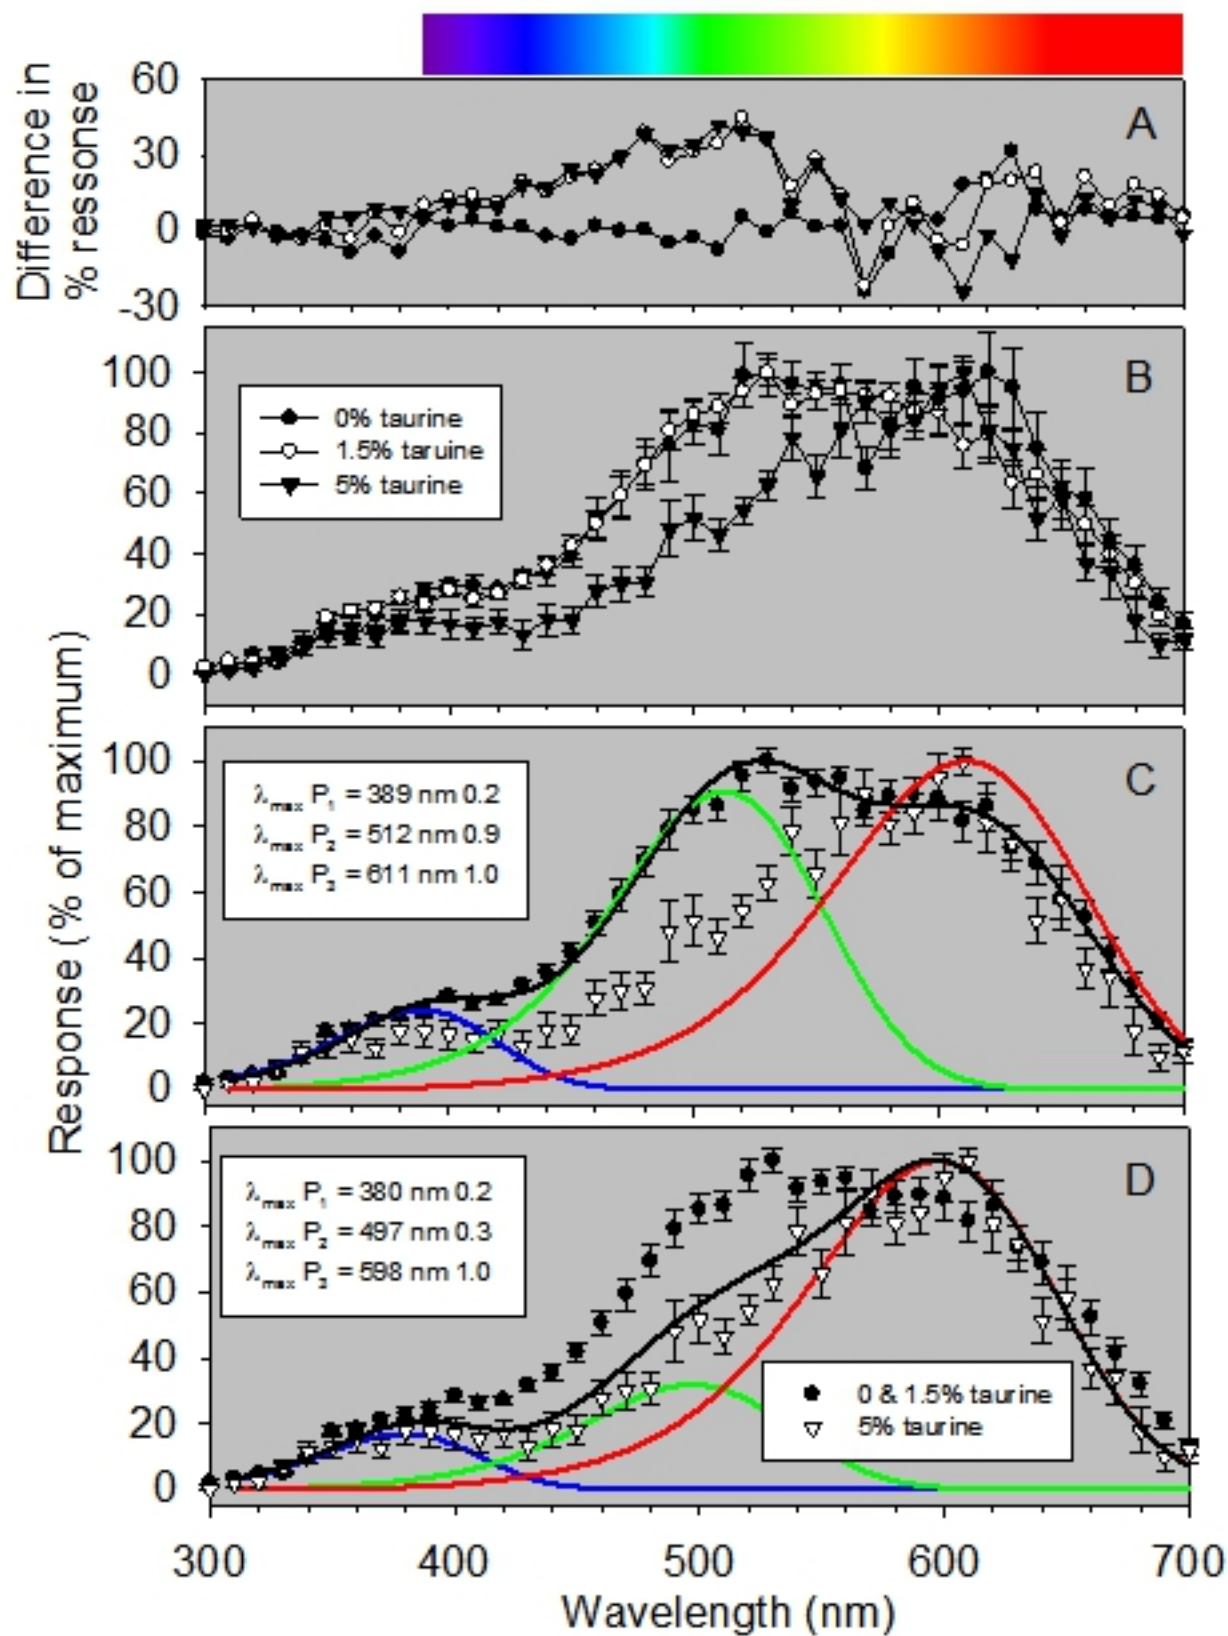 60
30
0
-30
Difference in
% ressonse
A
100
80
60
40
20
0
B
0% taurine
1.5% taruine
5% taurine
Response (% of maximum)
100
80
60
40
20
0
C
λmax P1 = 389 nm 0.2
λmax P2 = 512 nm 0.9
λmax P3 = 611 nm 1.0
100
80
60
40
20
0
D
λmax P1 = 380 nm 0.2
λmax P2 = 497 nm 0.3
λmax P3 = 598 nm 1.0
0 & 1.5% taurine
5% taurine
300 400 500 600 700
Wavelength (nm)